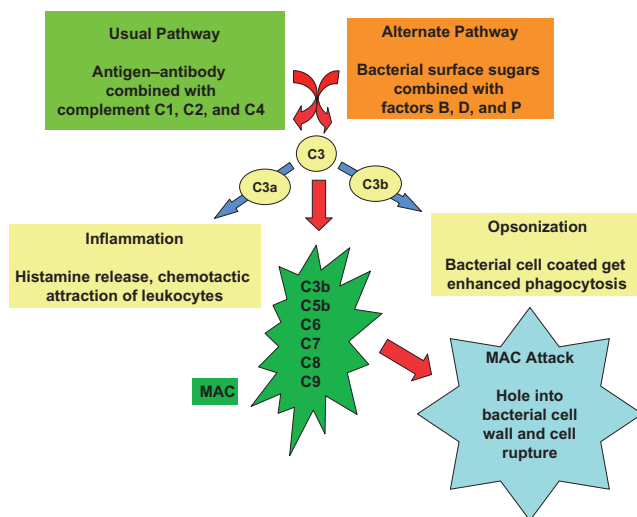 Usual Pathway
Antigen–antibody
combined with
complement C1, C2, and C4
Alternate Pathway
Bacterial surface sugars
combined with
factors B, D, and P
C3
C3a
C3b
Inflammation
Histamine release, chemotactic
attraction of leukocytes
Opsonization
Bacterial cell coated get
enhanced phagocytosis
C3b
C5b
C6
C7
C8
C9
MAC
MAC Attack
Hole into
bacterial cell
wall and cell
rupture